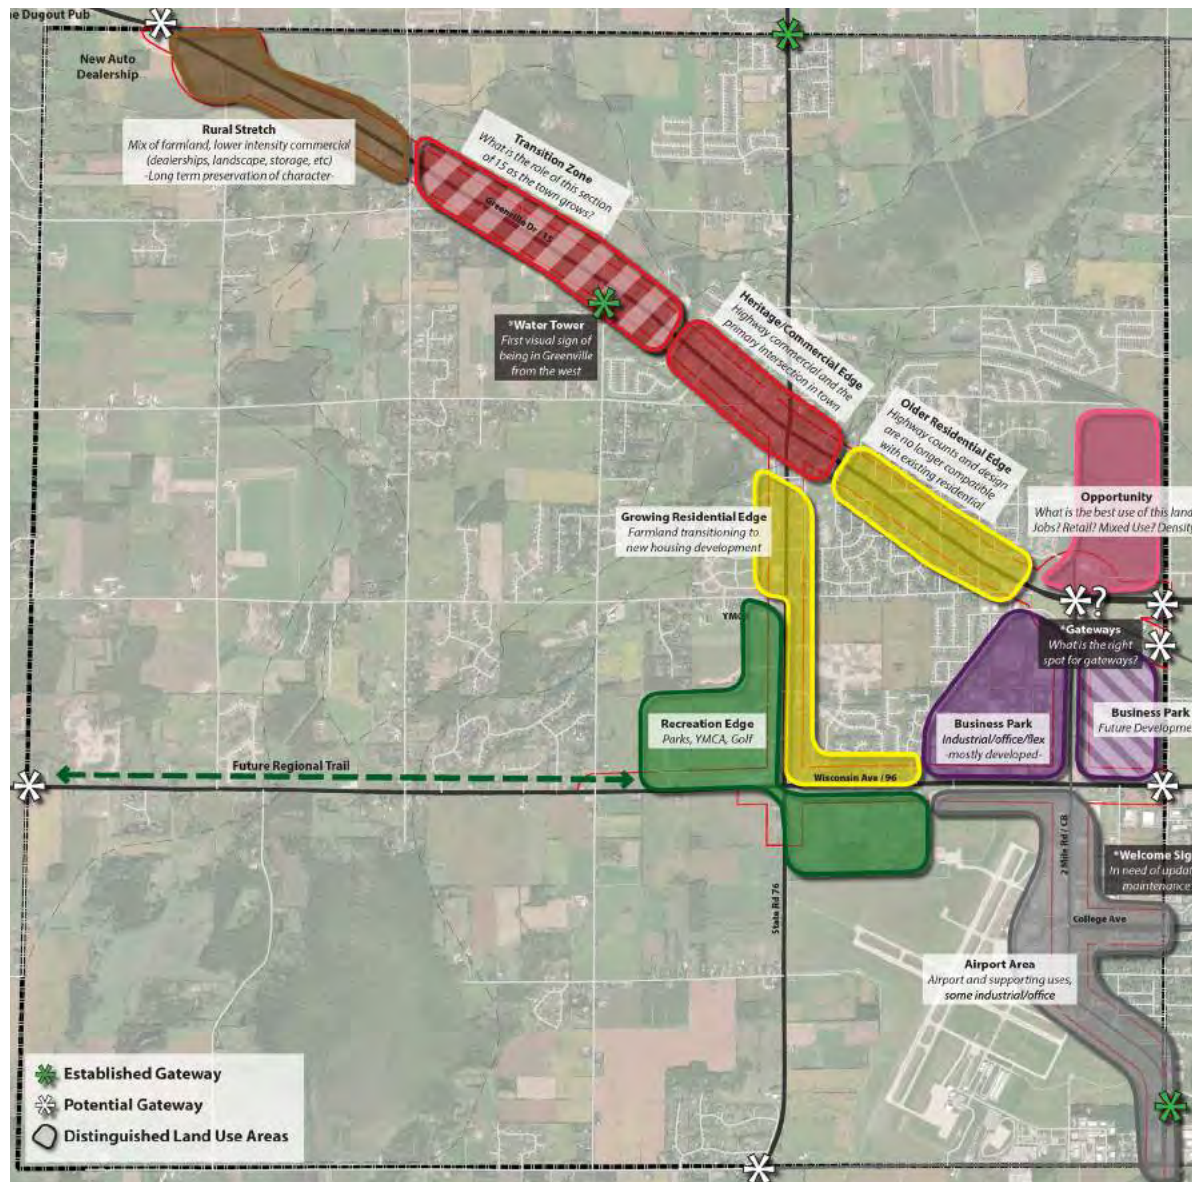 e Dugout Pub
New Auto
Dealership
Rural Stretch
Mix of farmland, lower intensity commercial
(dealerships, landscape, storage, etc)
-Long term preservation of character-
Transition Zone
What is the role of this section
of 15 as the town grows?
Greenville Dr / 15
*Water Tower
First visual sign of
being in Greenville
from the west
Heritage/Commercial Edge
Highway commercial and the
primary intersection in town
Older Residential Edge
Highway counts and design
are no longer compatible
with existing residential
Opportunity
What is the best use of this land
Jobs? Retail? Mixed Use? Density
Growing Residential Edge
Farmland transitioning to
new housing development
YMC
?
*Gateways
What is the right
spot for gateways?
Recreation Edge
Parks, YMCA, Golf
Business Park
Industrial/office/flex
-mostly developed-
Business Park
Future Developme
Future Regional Trail
Wisconsin Ave / 96
2 Mile Rd / CB
*Welcome Sig
In need of updat
maintenance
State Rd 76
College Ave
Airport Area
Airport and supporting uses,
some industrial/office
Established Gateway
Potential Gateway
Distinguished Land Use Areas